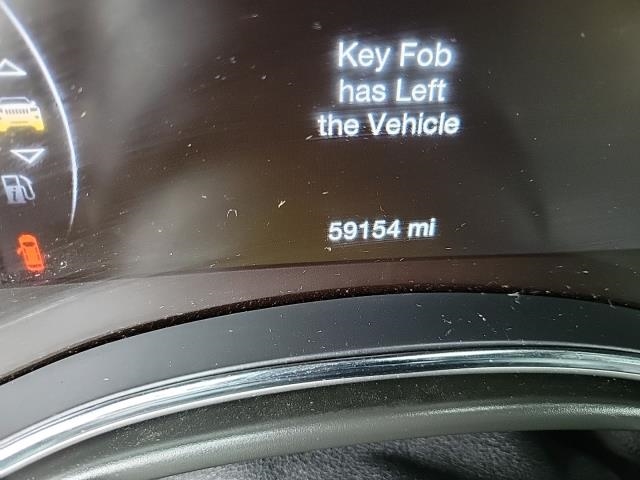 Key Fob
has Left
the Vehicle
59154 mi